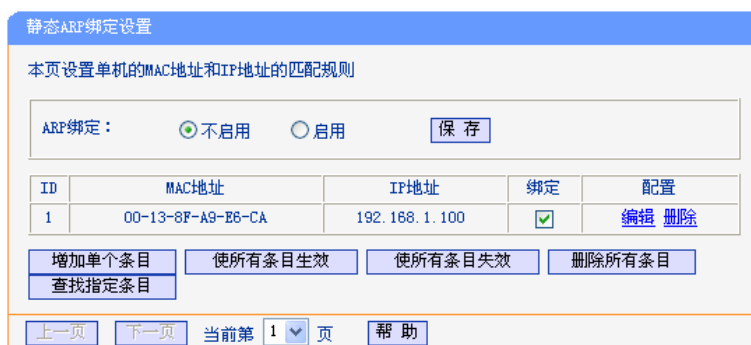 静态ARP绑定设置
本页设置单机的MAC地址和IP地址的匹配规则
ARP绑定： 不启用 启用 保 存
ID MAC地址 IP地址 绑定 配置
1 00-13-8F-A9-E6-CA 192.168.1.100 编辑 删除
增加单个条目 使所有条目生效 使所有条目失效 删除所有条目
查找指定条目
上一页 下一页 当前第 1 页 帮 助